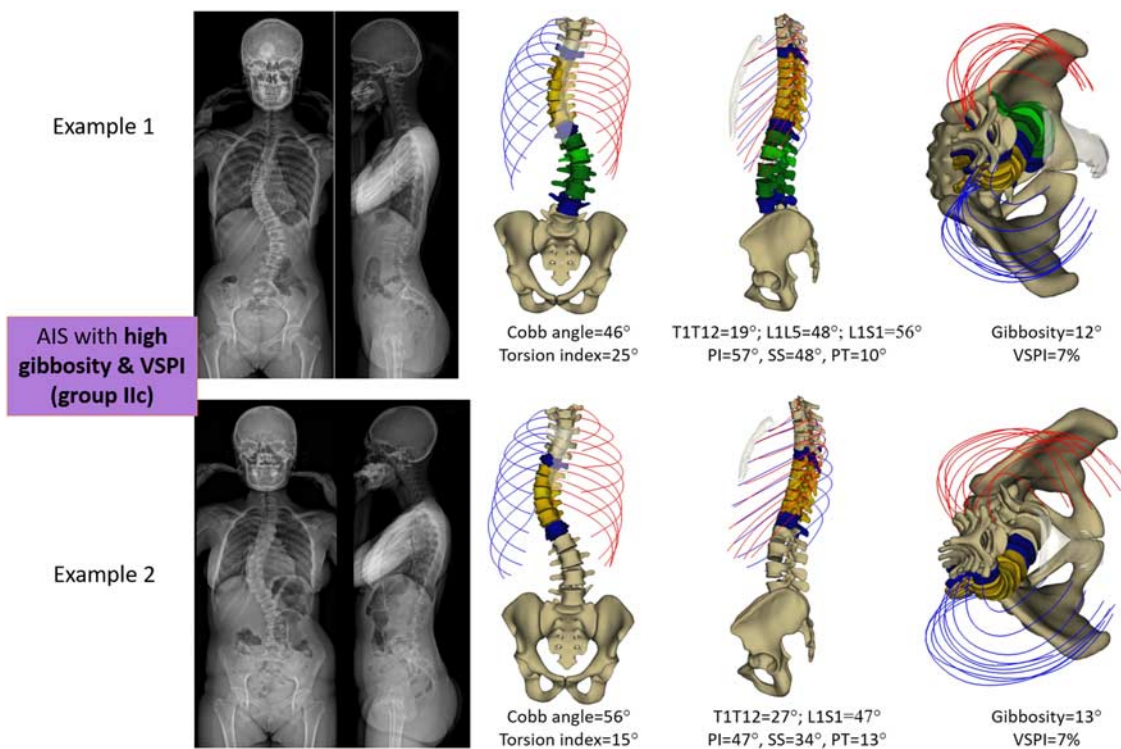 Example 1
Cobb angle=46°
Torsion index=25°
T1T12=19°; L1L5=48°; L1S1=56°
PI=57°, SS=48°, PT=10°
Gibbosity=12°
VSPI=7%
AIS with high
gibbosity & VSPI
(group IIc)
Example 2
Cobb angle=56°
Torsion index=15°
T1T12=27°; L1S1=47°
PI=47°, SS=34°, PT=13°
Gibbosity=13°
VSPI=7%